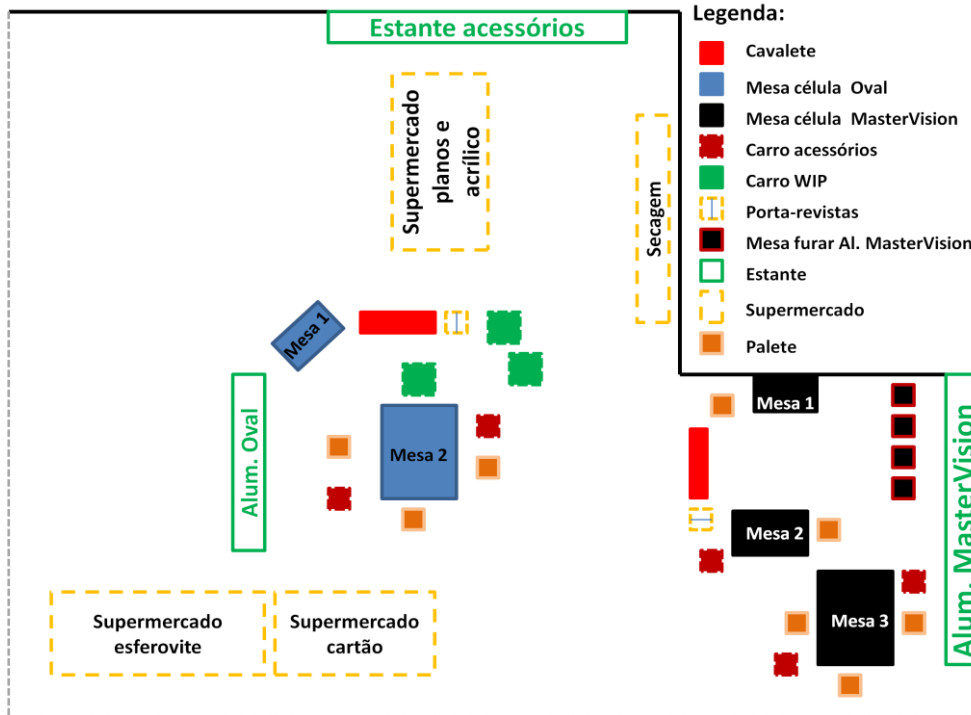 Estante acessórios
Legenda:
Cavalete
Mesa célula Oval
Mesa célula MasterVision
Carro acessórios
Carro WIP
Porta-revistas
Mesa furar Al. MasterVision
Estante
Supermercado
Palete
Supermercado
planos e
acrílico
Secagem
Mesa 1
Mesa 2
Alum. Oval
Mesa 1
Mesa 2
Mesa 3
Alum. MasterVision
Supermercado
esferovite
Supermercado
cartão